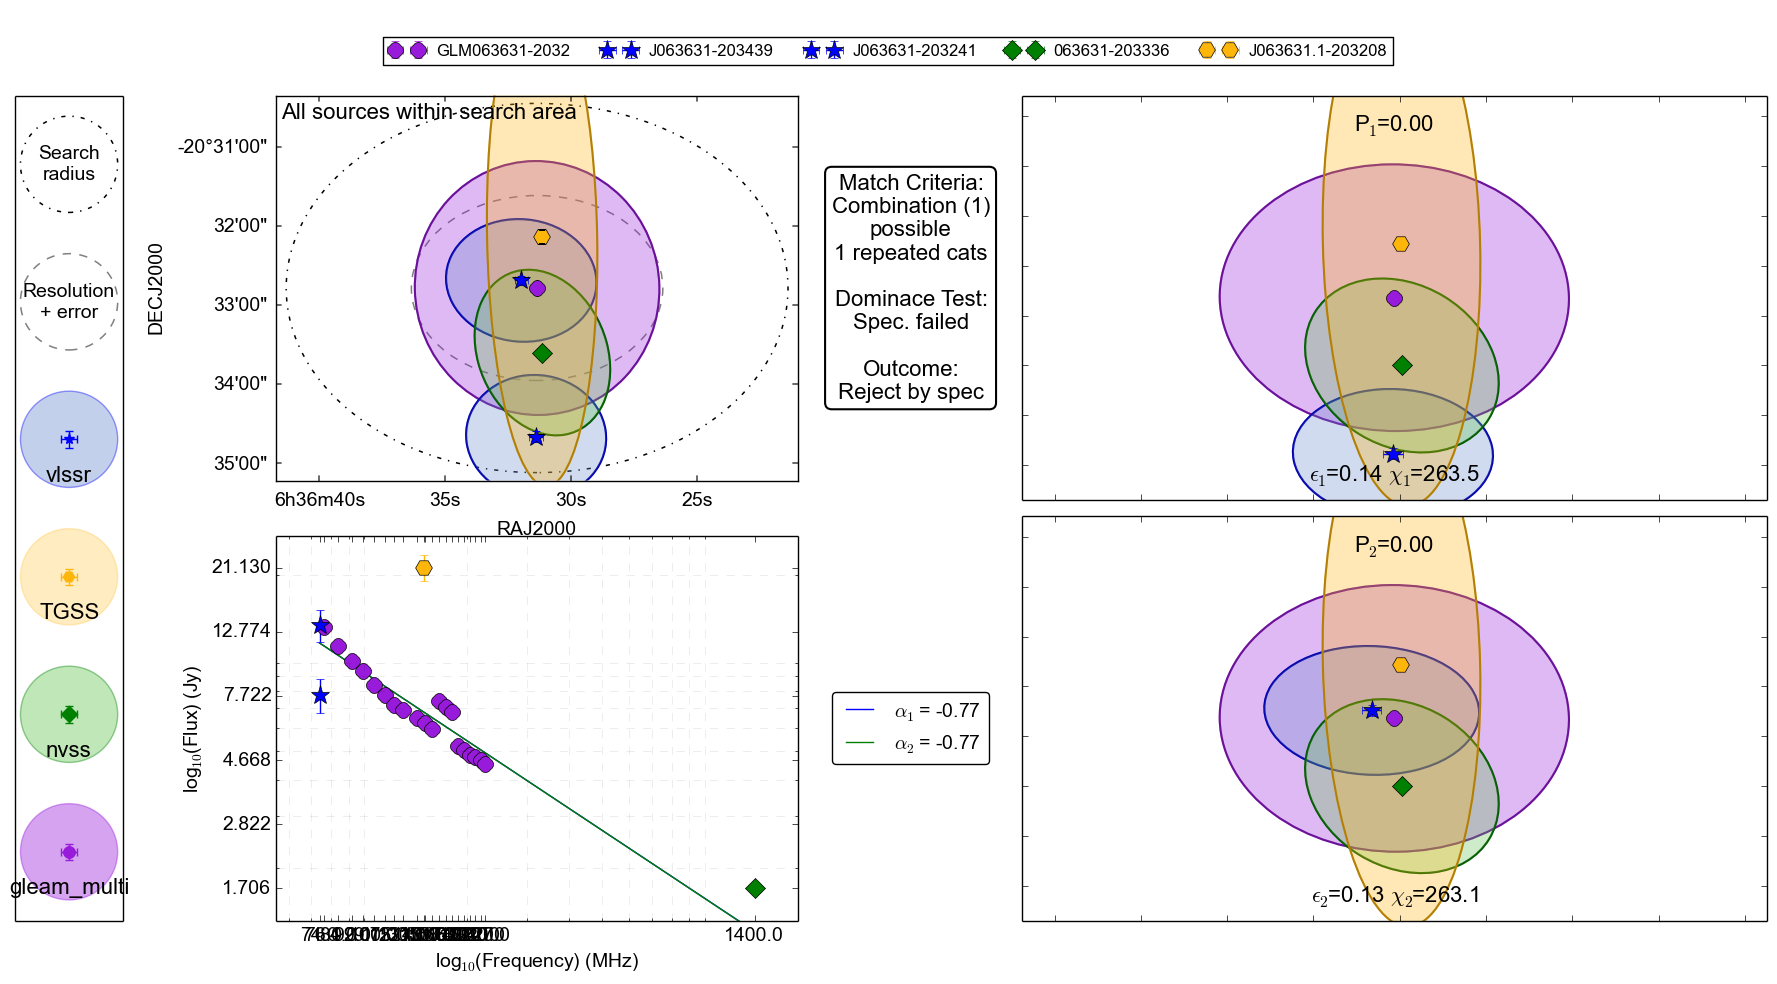 GLM063631-2032 J063631-203439 J063631-203241 063631-203336 J063631.1-203208
Search
radius
Resolution
+ error
vlssr
TGSS
nvss
gleam_multi
All sources within search area
DECJ2000
-20°31'00"
32'00"
33'00"
34'00"
35'00"
6h36m40s 35s 30s 25s
RAJ2000
Match Criteria:
Combination (1)
possible
1 repeated cats
Dominace Test:
Spec. failed
Outcome:
Reject by spec
P1=0.00
ϵ1=0.14 χ1=263.5
log10(Flux) (Jy)
21.130
12.774
7.722
4.668
2.822
1.706
1400.0
log10(Frequency) (MHz)
α1 = -0.77
α2 = -0.77
P2=0.00
ϵ2=0.13 χ2=263.1